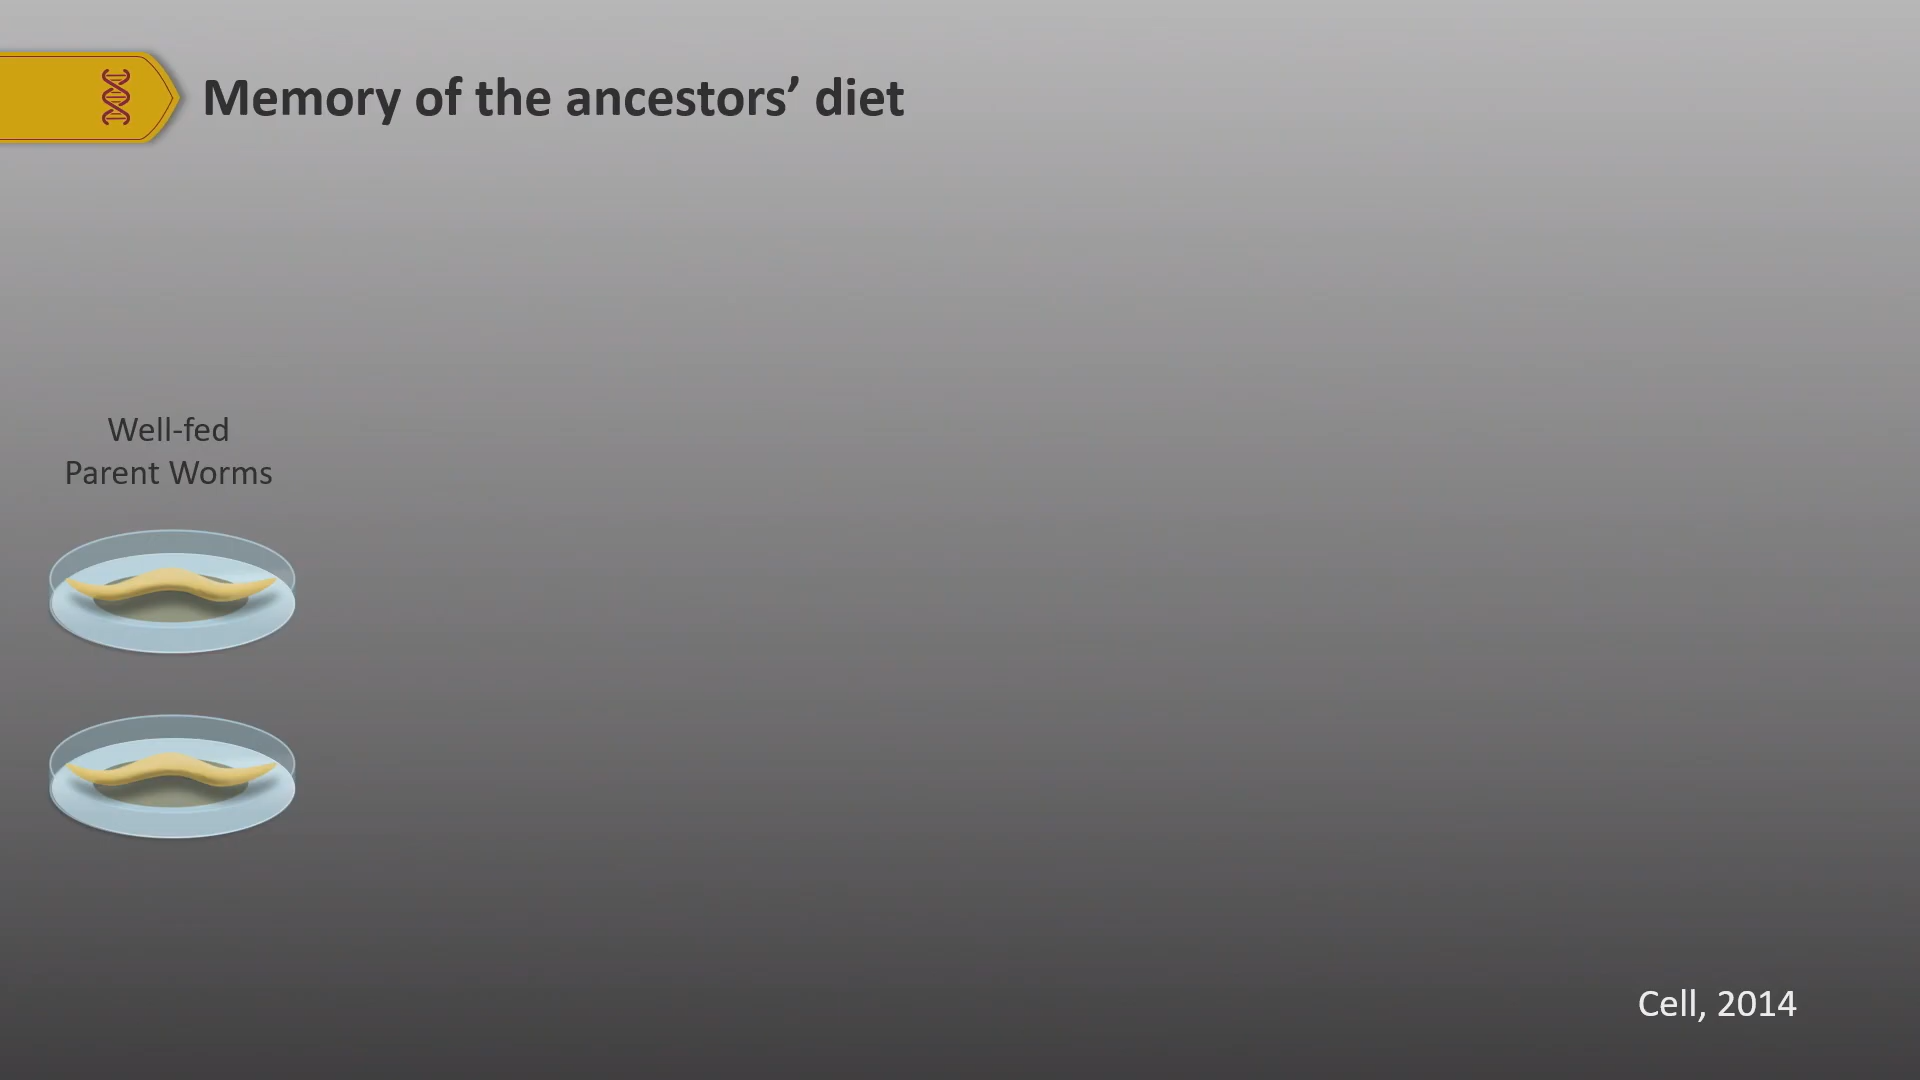 Memory of the ancestors’ diet
Well-fed
Parent Worms
Cell, 2014